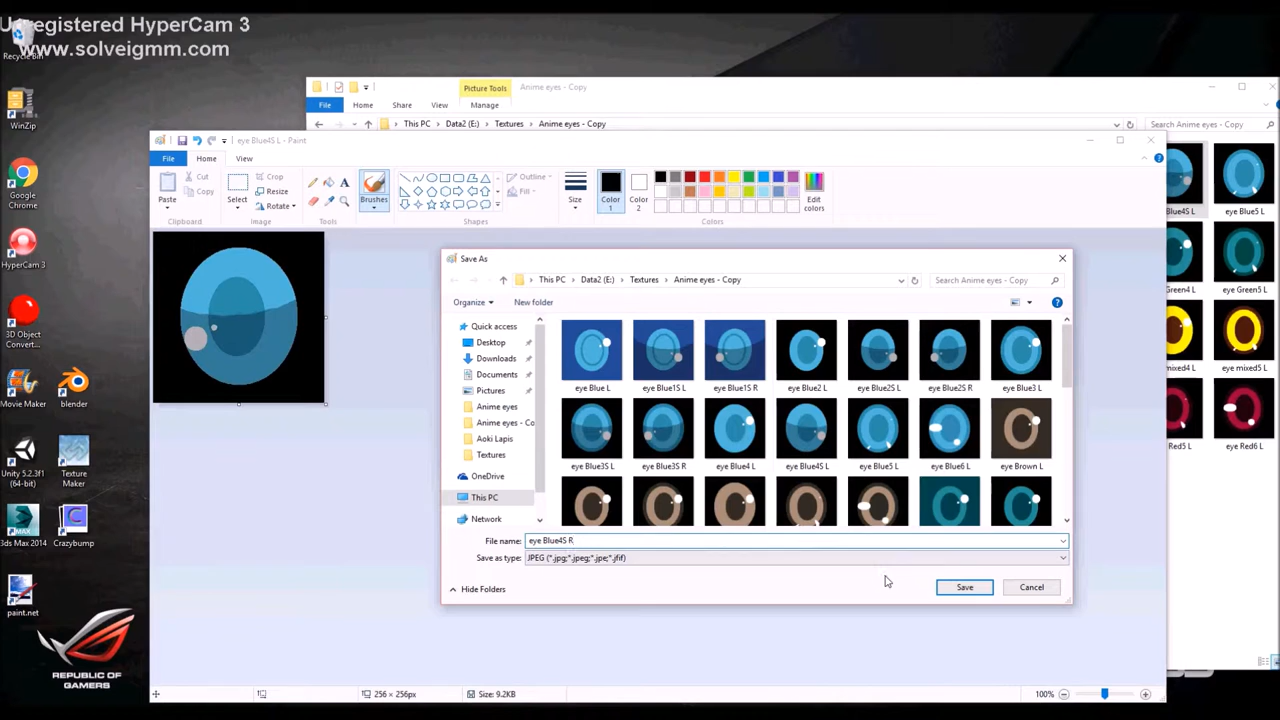 Unregistered HyperCam 3
www.solveigmm.com
Recycle Bin
WinZip
Google Chrome
HyperCam 3
3D Object Convert...
Movie Maker
blender
Unity 5.2.3f1 (64-bit)
Texture Maker
3ds Max 2014
Crazybump
paint.net
REPUBLIC OF
GAMERS
Picture Tools
Anime eyes - Copy
File
Home
Share
View
Manage
This PC
Data2 (E:)
Textures
Anime eyes - Copy
Search Anime eyes - Copy
eye Blue4S L - Paint
File
Home
View
Cut
Copy
Paste
Clipboard
Crop
Resize
Rotate
Select
Image
Tools
Brushes
Outline
Fill
Shapes
Size
Color 1
Color 2
Edit colors
Colors
Save As
This PC
Data2 (E:)
Textures
Anime eyes - Copy
Search Anime eyes - Copy
Organize
New folder
Quick access
Desktop
Downloads
Documents
Pictures
Anime eyes
Anime eyes - Co
Aoki Lapis
Textures
OneDrive
This PC
Network
eye Blue L
eye Blue1S L
eye Blue1S R
eye Blue2 L
eye Blue2S L
eye Blue2S R
eye Blue3 L
eye Blue3S L
eye Blue3S R
eye Blue4 L
eye Blue4S L
eye Blue5 L
eye Blue6 L
eye Brown L
File name:
eye Blue4S R
Save as type:
JPEG (*.jpg;*.jpeg;*.jpe;*.jfif)
Hide Folders
Save
Cancel
Blue4S L
eye Blue5 L
Green4 L
eye Green5 L
mixed4 L
eye mixed5 L
Red5 L
eye Red6 L
256 × 256px
Size: 9.2KB
100%